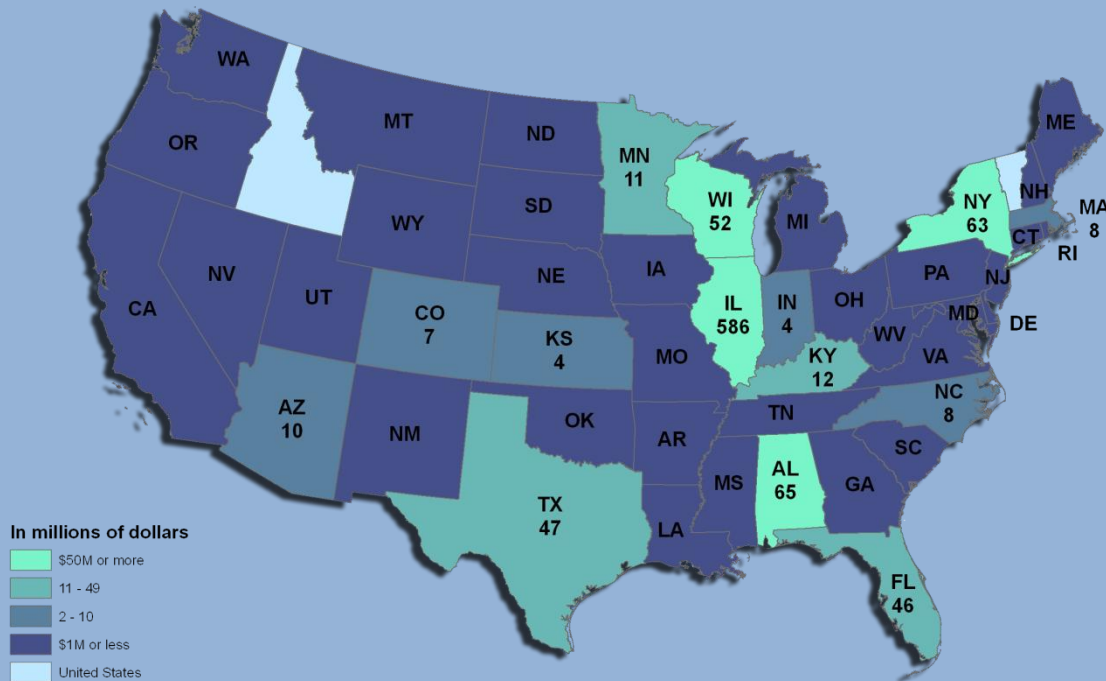 WA
OR
CA
NV
MT
WY
UT
CO
7
AZ
10
NM
ND
SD
NE
KS
4
OK
TX
47
MN
11
IA
MO
AR
LA
WI
52
IL
586
MI
IN
4
OH
KY
12
TN
MS
AL
65
GA
FL
46
SC
NC
8
VA
WV
MD
DE
PA
NJ
NY
63
CT
RI
MA
8
NH
ME
In millions of dollars
$50M or more
11 - 49
2 - 10
$1M or less
United States